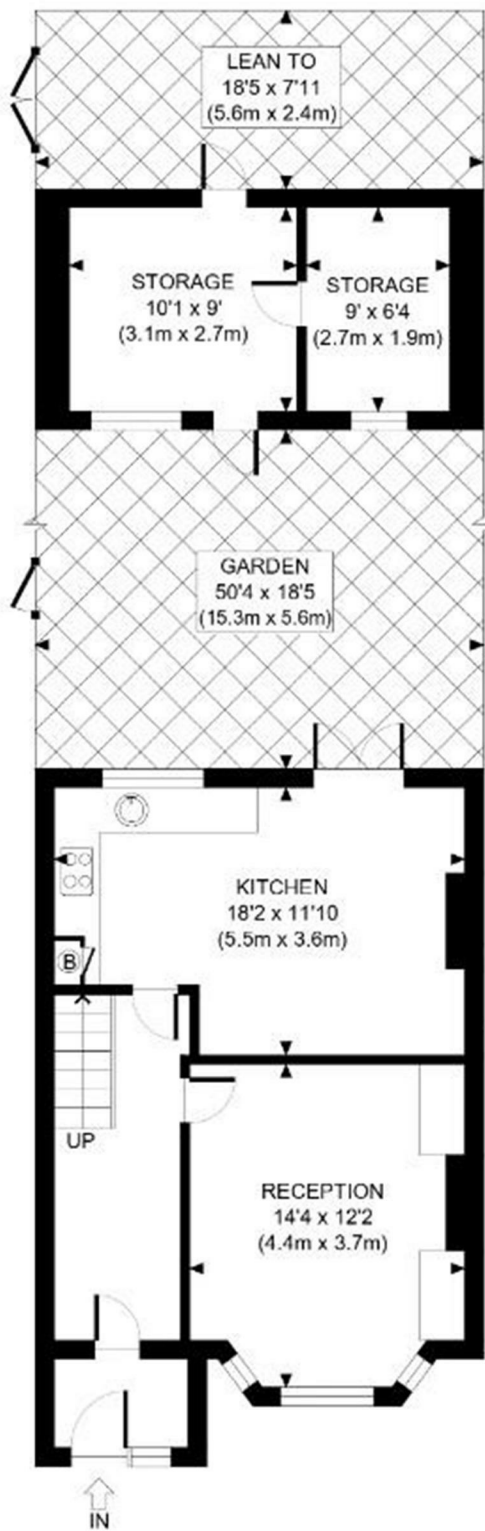 LEAN TO
18'5 x 7'11
(5.6m x 2.4m)
STORAGE
10'1 x 9'
(3.1m x 2.7m)
STORAGE
9' x 6'4
(2.7m x 1.9m)
GARDEN
50'4 x 18'5
(15.3m x 5.6m)
KITCHEN
18'2 x 11'10
(5.5m x 3.6m)
B
UP
RECEPTION
14'4 x 12'2
(4.4m x 3.7m)
IN